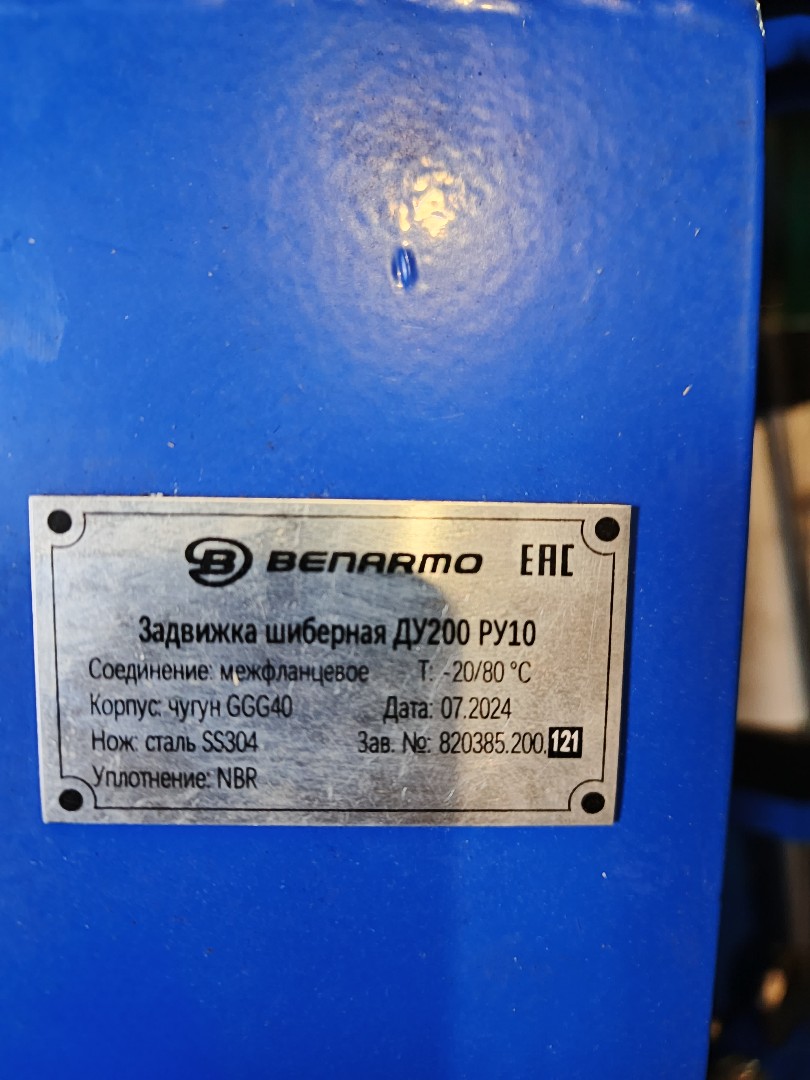 BENARMO EAC
Задвижка шиберная ДУ200 РУ10
Соединение: межфланцевое Т: -20/80 °C
Корпус: чугун GGG40 Дата: 07.2024
Нож: сталь SS304 Зав. №: 820385.200.121
Уплотнение: NBR